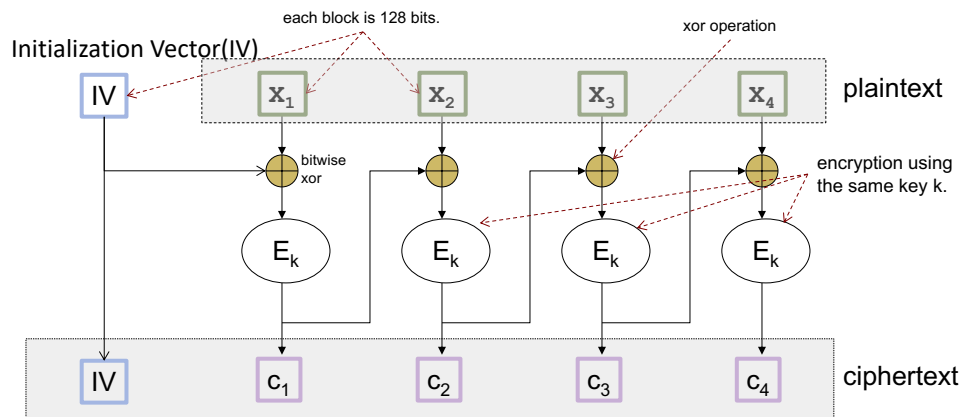 each block is 128 bits.
xor operation
Initialization Vector(IV)
IV
x1
x2
x3
x4
plaintext
bitwise
xor
encryption using
the same key k.
Ek
Ek
Ek
Ek
IV
c1
c2
c3
c4
ciphertext